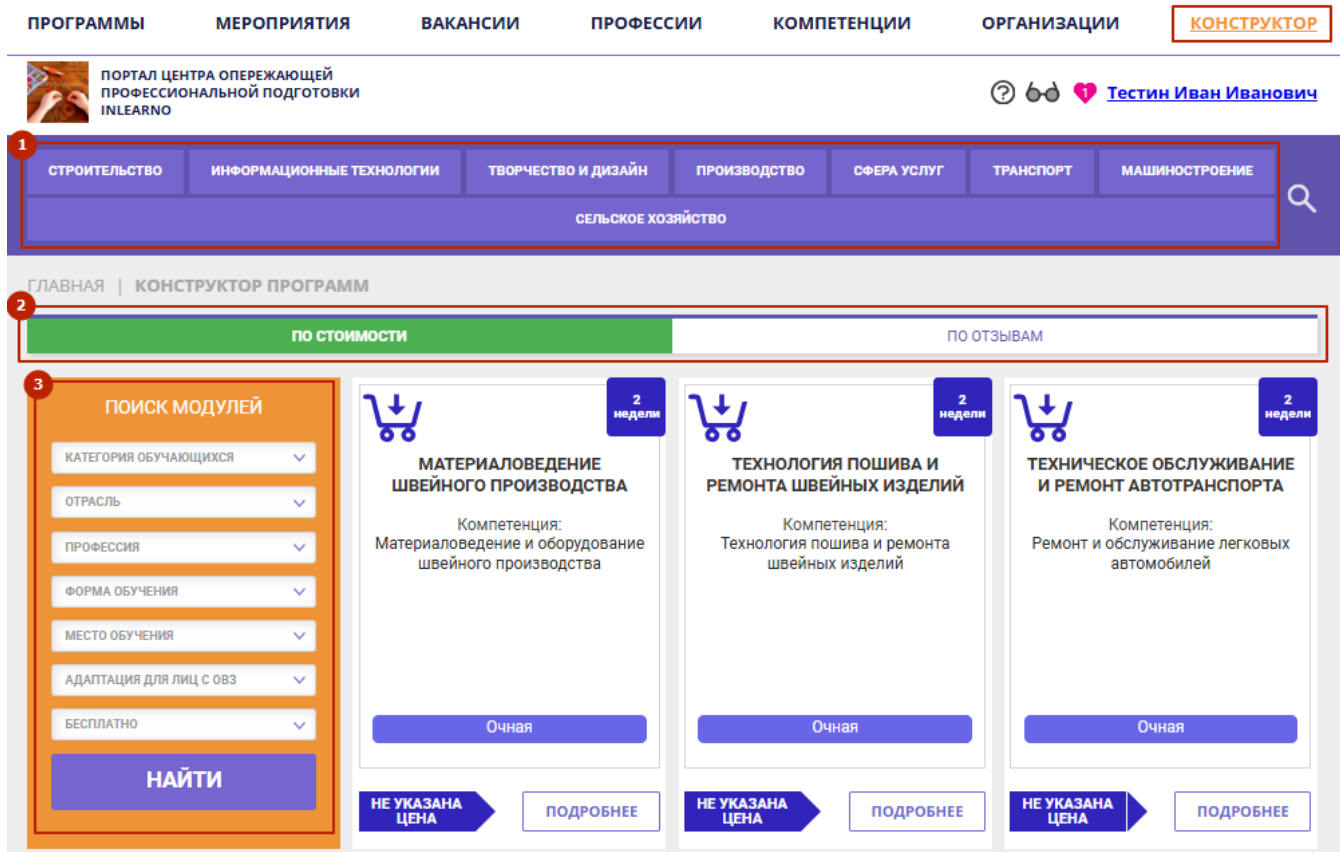 ПРОГРАММЫ МЕРОПРИЯТИЯ ВАКАНСИИ ПРОФЕССИИ КОМПЕТЕНЦИИ ОРГАНИЗАЦИИ КОНСТРУКТОР
ПОРТАЛ ЦЕНТРА ОПЕРЕЖАЮЩЕЙ
ПРОФЕССИОНАЛЬНОЙ ПОДГОТОВКИ
INLEARNO
? 1 Тестин Иван Иванович
1
СТРОИТЕЛЬСТВО ИНФОРМАЦИОННЫЕ ТЕХНОЛОГИИ ТВОРЧЕСТВО И ДИЗАЙН ПРОИЗВОДСТВО СФЕРА УСЛУГ ТРАНСПОРТ МАШИНОСТРОЕНИЕ
СЕЛЬСКОЕ ХОЗЯЙСТВО
ГЛАВНАЯ | КОНСТРУКТОР ПРОГРАММ
2
ПО СТОИМОСТИ ПО ОТЗЫВАМ
3
ПОИСК МОДУЛЕЙ
КАТЕГОРИЯ ОБУЧАЮЩИХСЯ
ОТРАСЛЬ
ПРОФЕССИЯ
ФОРМА ОБУЧЕНИЯ
МЕСТО ОБУЧЕНИЯ
АДАПТАЦИЯ ДЛЯ ЛИЦ С ОВЗ
БЕСПЛАТНО
НАЙТИ
2
недели
МАТЕРИАЛОВЕДЕНИЕ
ШВЕЙНОГО ПРОИЗВОДСТВА
Компетенция:
Материаловедение и оборудование
швейного производства
Очная
НЕ УКАЗАНА
ЦЕНА
ПОДРОБНЕЕ
2
недели
ТЕХНОЛОГИЯ ПОШИВА И
РЕМОНТА ШВЕЙНЫХ ИЗДЕЛИЙ
Компетенция:
Технология пошива и ремонта
швейных изделий
Очная
НЕ УКАЗАНА
ЦЕНА
ПОДРОБНЕЕ
2
недели
ТЕХНИЧЕСКОЕ ОБСЛУЖИВАНИЕ
И РЕМОНТ АВТОТРАНСПОРТА
Компетенция:
Ремонт и обслуживание легковых
автомобилей
Очная
НЕ УКАЗАНА
ЦЕНА
ПОДРОБНЕЕ